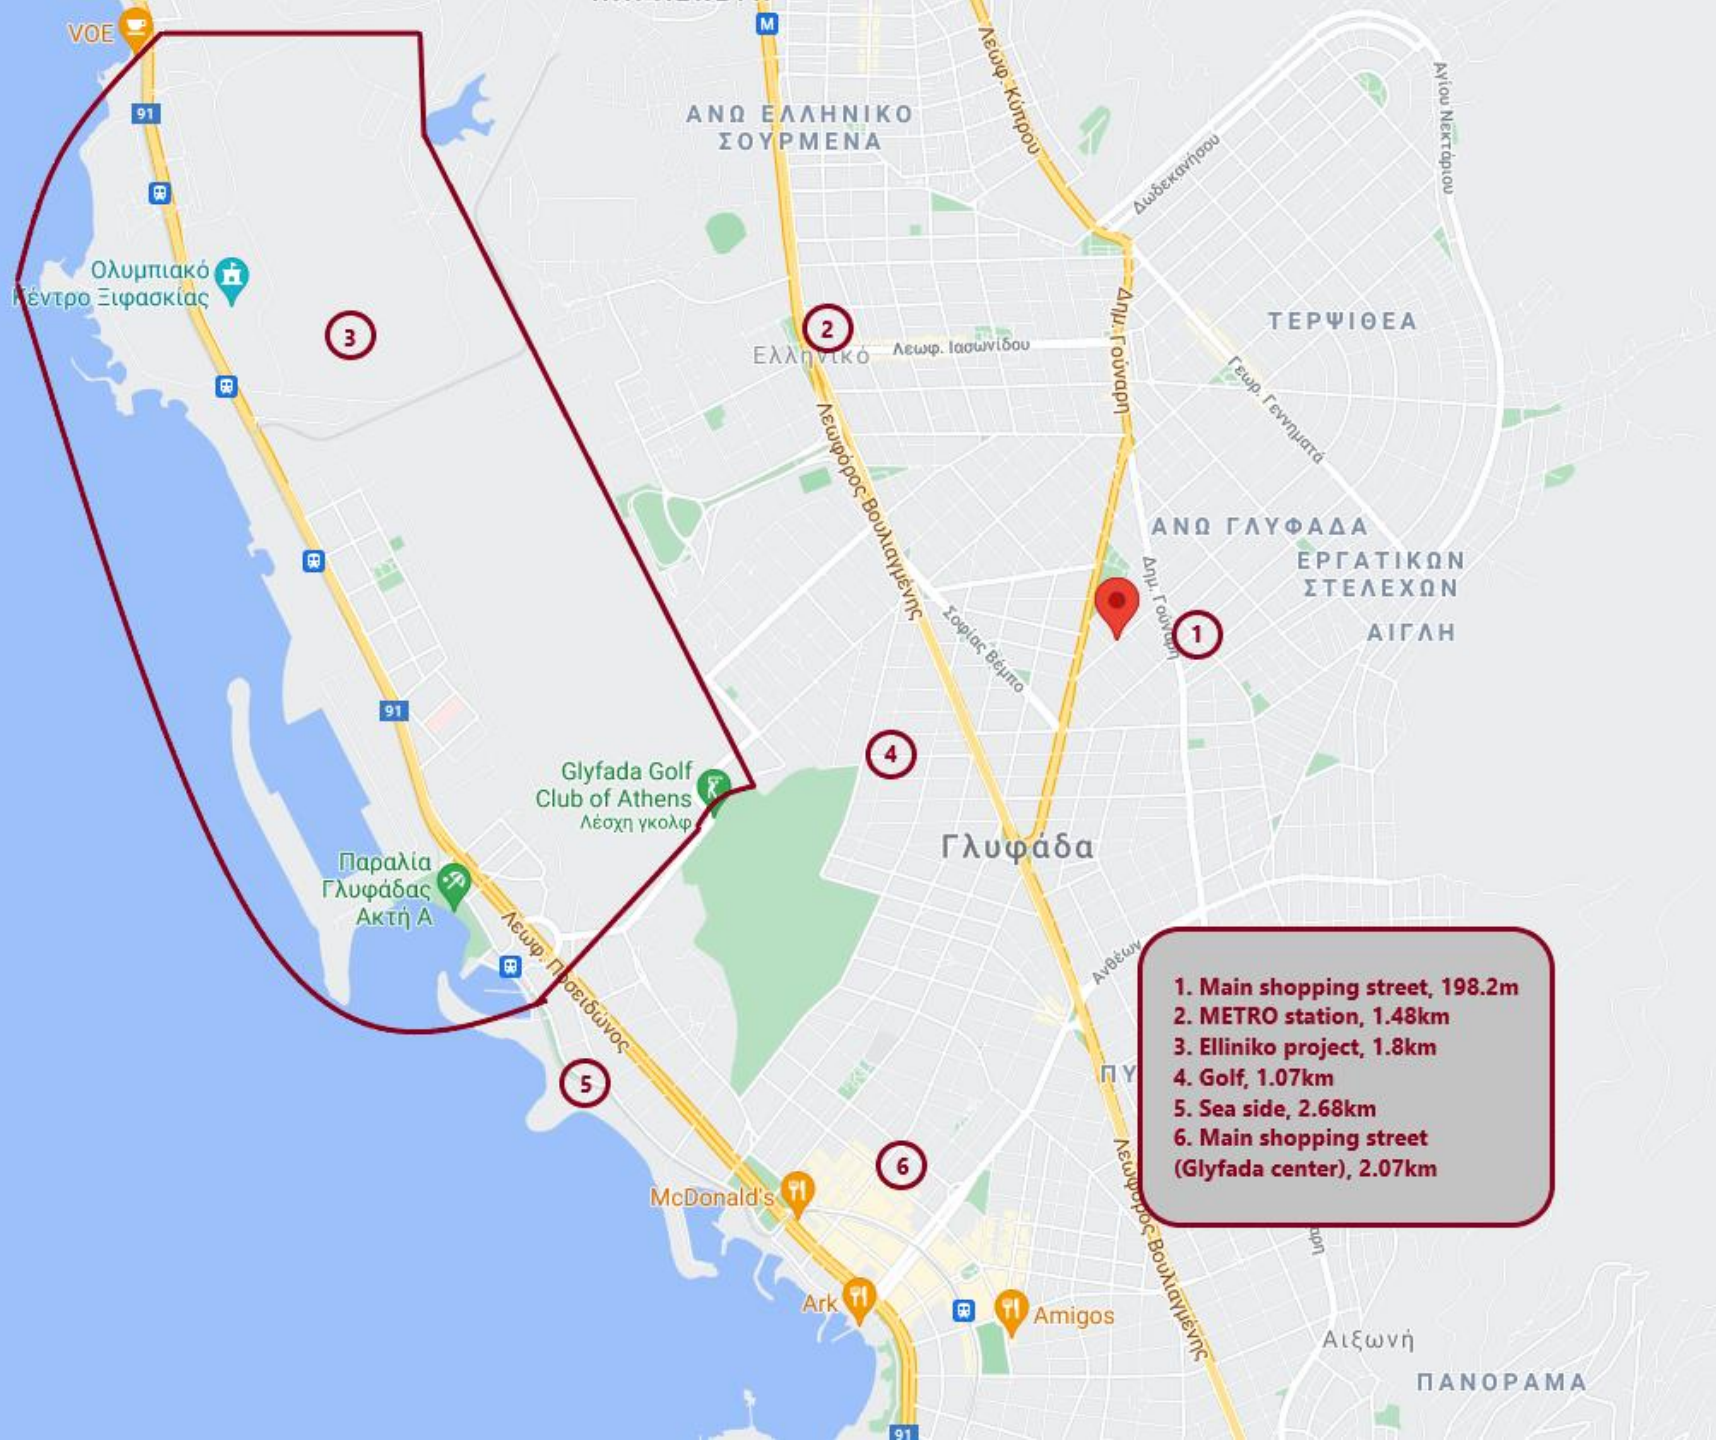 VOE
M
91
ΑΝΩ ΕΛΛΗΝΙΚΟ
ΣΟΥΡΜΕΝΑ
Λεωφ. Κύπρου
Δωδεκανήσου
Αγίου Νεκταρίου
Ολυμπιακό
Κέντρο Ξιφασκίας
3
2
Ελληνικό
Λεωφ. Ιασωνίδου
Δημ. Γούναρη
ΤΕΡΨΙΘΕΑ
Γεωρ. Γεννηματά
Λεωφόρος Βουλιαγμένης
ΑΝΩ ΓΛΥΦΑΔΑ
ΕΡΓΑΤΙΚΩΝ
ΣΤΕΛΕΧΩΝ
ΑΙΓΛΗ
Δημ. Γούναρη
1
Σοφίας Βέμπο
91
4
Glyfada Golf
Club of Athens
Λέσχη γκολφ
Γλυφάδα
Παραλία
Γλυφάδας
Ακτή Α
Λεωφ. Ποσειδώνος
Ανθέων
5
ΠΥ
1. Main shopping street, 198.2m
2. METRO station, 1.48km
3. Elliniko project, 1.8km
4. Golf, 1.07km
5. Sea side, 2.68km
6. Main shopping street
(Glyfada center), 2.07km
6
McDonald's
Λεωφόρος Βουλιαγμένης
αρη
Ark
Amigos
Αιξωνή
ΠΑΝΟΡΑΜΑ
91